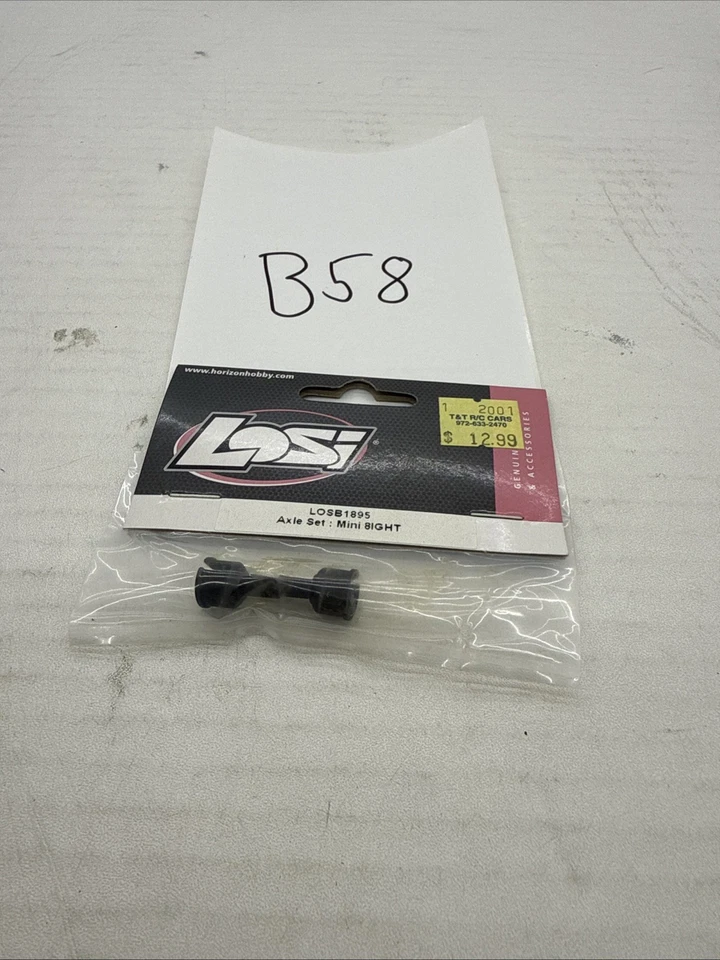 B58
www.horizonhobby.com
LOSi
1 2001
T&T R/C CARS
972-633-2470
$ 12.99
GENUIN
& ACCESSORIES
LOSB1895
Axle Set : Mini 8IGHT